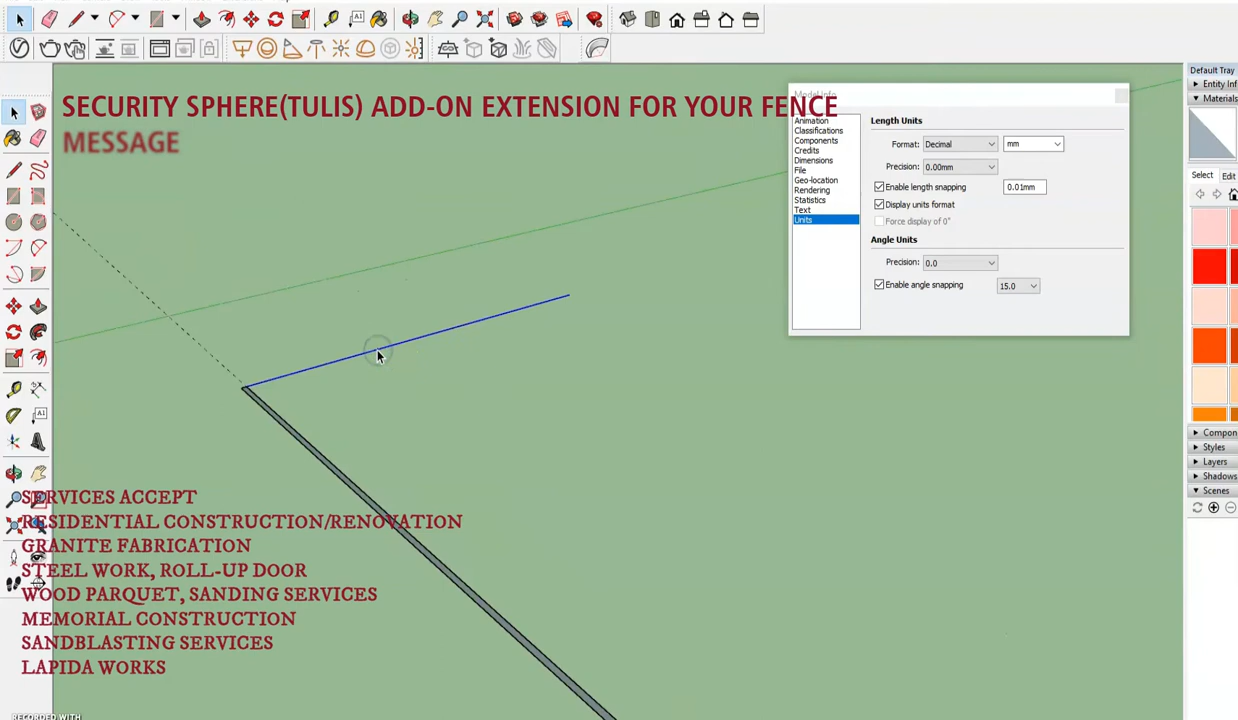 SECURITY SPHERE(TULIS) ADD-ON EXTENSION FOR YOUR FENCE
MESSAGE
Animation
Classifications
Components
Credits
Dimensions
File
Geo-location
Rendering
Statistics
Text
Units
Length Units
Format: Decimal mm
Precision: 0.00mm
Enable length snapping 0.01mm
Display units format
Force display of 0"
Angle Units
Precision: 0.0
Enable angle snapping 15.0
Default Tray
Entity Inf
Materials
Select Edit
Compon
Styles
Layers
Shadows
Scenes
SERVICES ACCEPT
RESIDENTIAL CONSTRUCTION/RENOVATION
GRANITE FABRICATION
STEEL WORK, ROLL-UP DOOR
WOOD PARQUET, SANDING SERVICES
MEMORIAL CONSTRUCTION
SANDBLASTING SERVICES
LAPIDA WORKS
RECORDED WITH